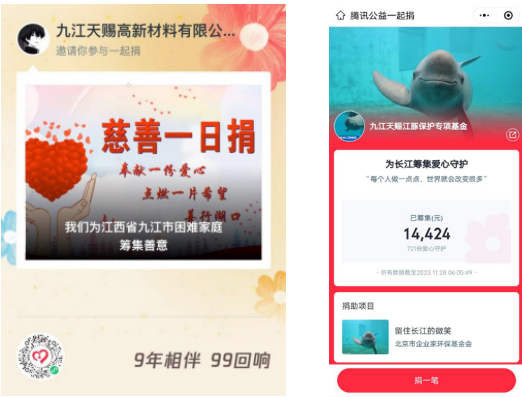 九江天赐高新材料有限公...
邀请你参与一起捐
慈善一日捐
奉献一份爱心
点燃一片希望
善行湖口
我们为江西省九江市困难家庭
筹集善意
9年相伴 99回响
腾讯公益一起捐
九江天赐江豚保护专项基金
为长江筹集爱心守护
“每个人做一点点，世界就会改变很多”
已筹集(元)
14,424
721份爱心守护
- 所有数据截至2023.11.28 06:05:49 -
捐助项目
留住长江的微笑
北京市企业家环保基金会
捐一笔